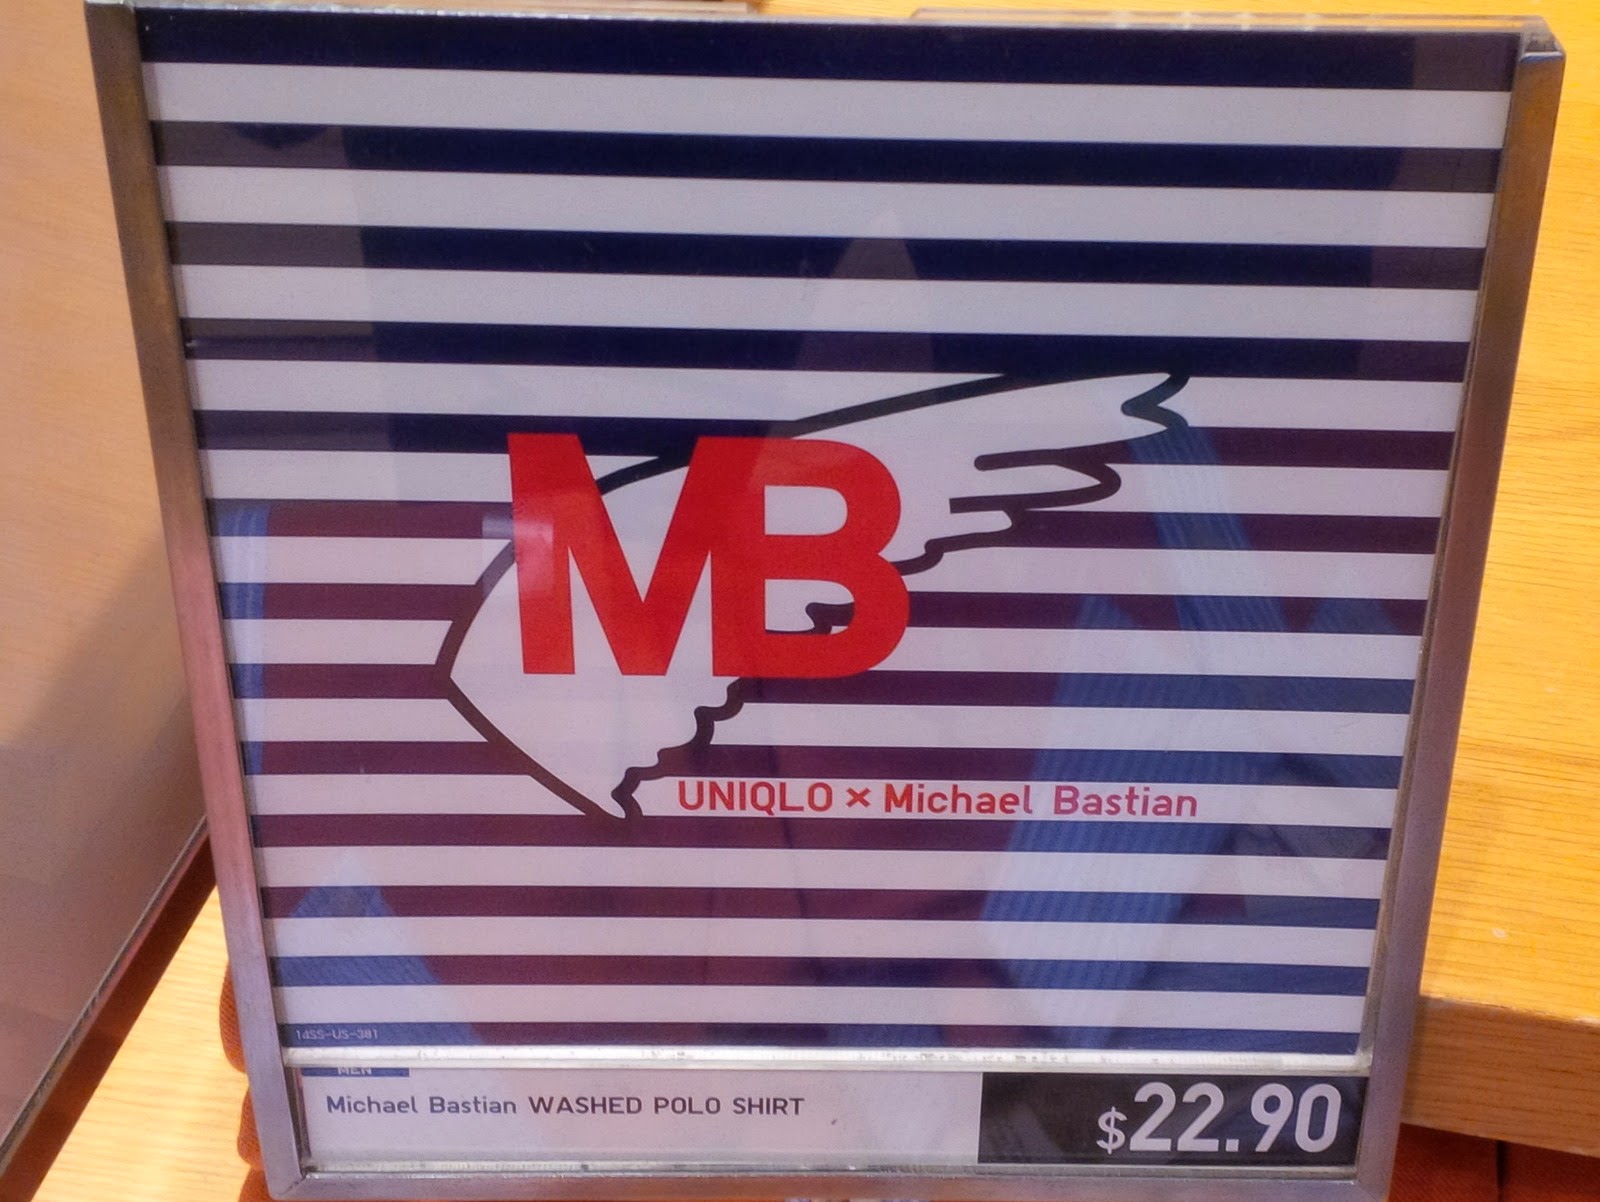 MB
UNIQLO × Michael Bastian
14SS-US-381
MEN
Michael Bastian WASHED POLO SHIRT
$22.90